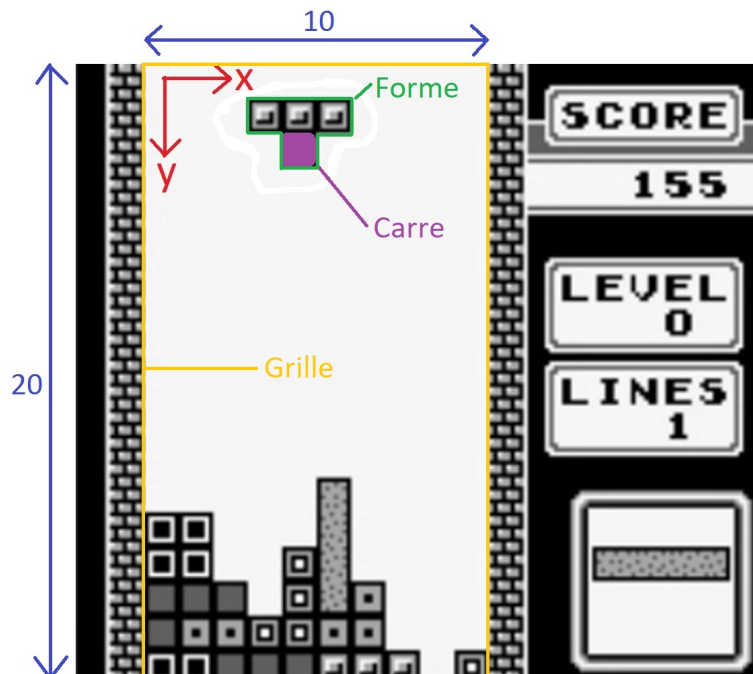 10
x
y
Forme
Carre
Grille
20
SCORE
155
LEVEL
0
LINES
1